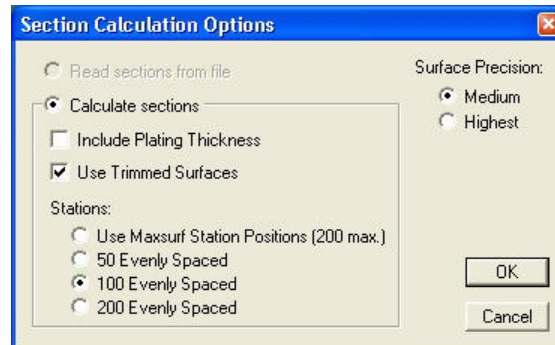 Section Calculation Options
Read sections from file
Calculate sections
Include Plating Thickness
Use Trimmed Surfaces
Stations:
Use Maxsurf Station Positions (200 max.)
50 Evenly Spaced
100 Evenly Spaced
200 Evenly Spaced
Surface Precision:
Medium
Highest
OK
Cancel